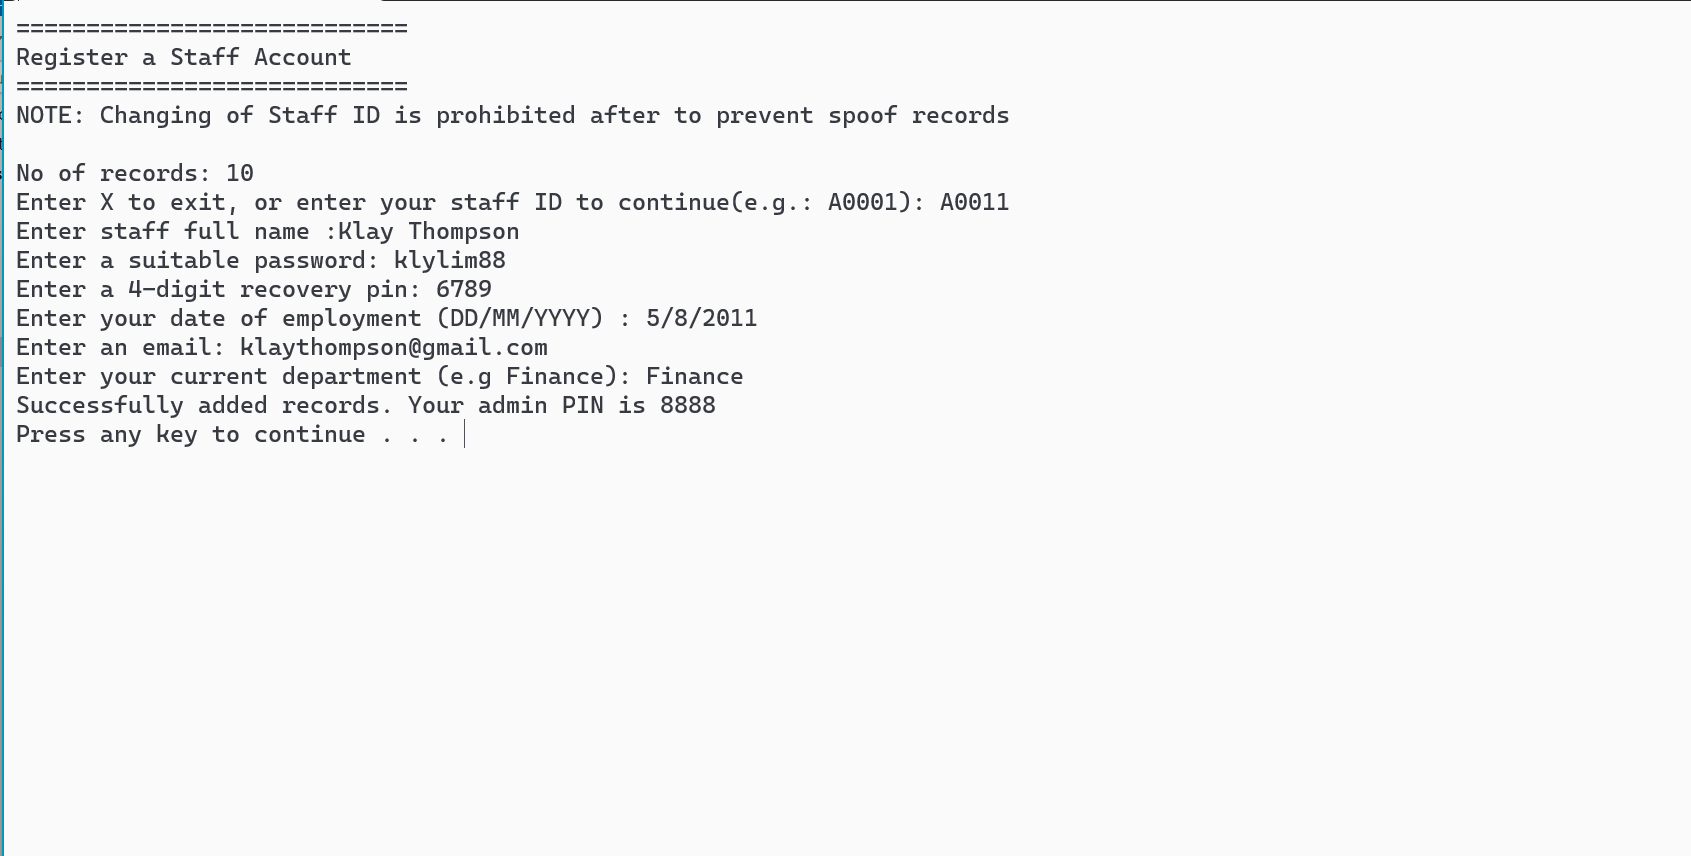 ============================
Register a Staff Account
============================
NOTE: Changing of Staff ID is prohibited after to prevent spoof records
No of records: 10
Enter X to exit, or enter your staff ID to continue(e.g.: A0001): A0011
Enter staff full name :Klay Thompson
Enter a suitable password: klylim88
Enter a 4-digit recovery pin: 6789
Enter your date of employment (DD/MM/YYYY) : 5/8/2011
Enter an email: klaythompson@gmail.com
Enter your current department (e.g Finance): Finance
Successfully added records. Your admin PIN is 8888
Press any key to continue . . .